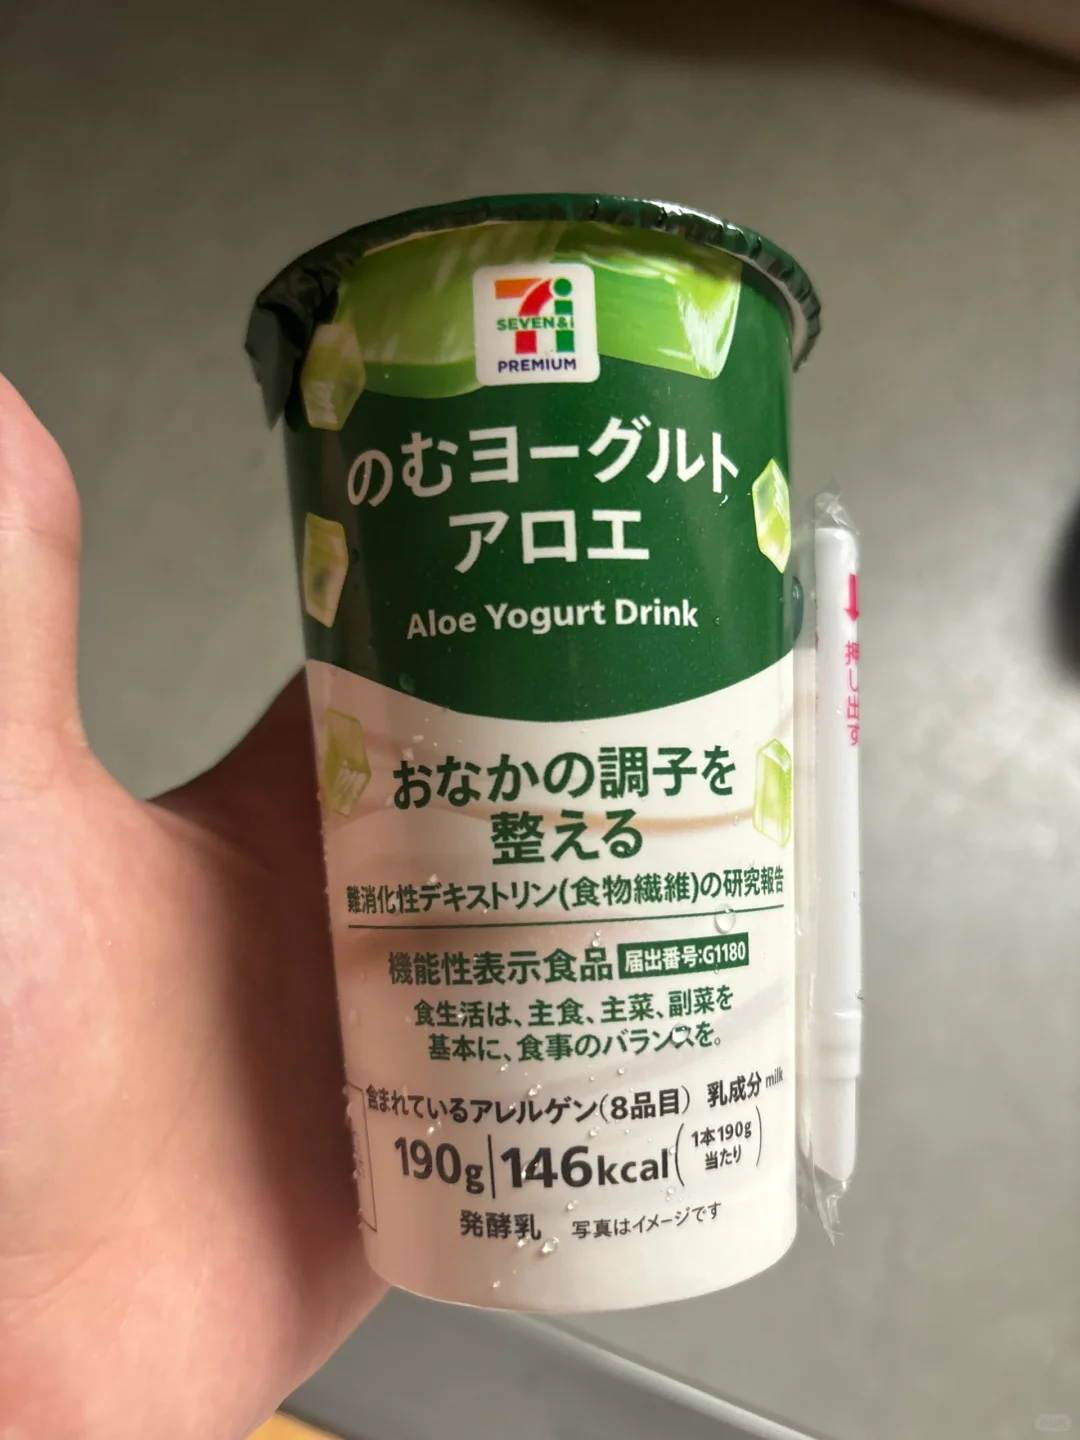 SEVEN&i
PREMIUM
のむヨーグルト
アロエ
Aloe Yogurt Drink
おなかの調子を
整える
難消化性デキストリン(食物繊維)の研究報告
機能性表示食品 届出番号:G1180
食生活は、主食、主菜、副菜を
基本に、食事のバランスを。
含まれているアレルゲン(8品目) 乳成分 milk
190g 146kcal (1本190g当たり)
発酵乳 写真はイメージです
押し出す